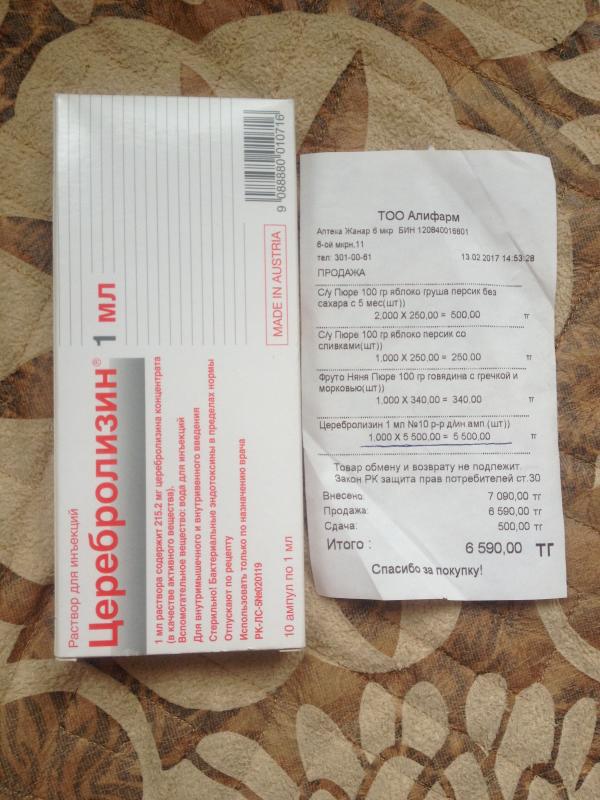 Раствор для инъекций
Церебролизин® 1 мл
1 мл раствора содержит 215.2 мг церебролизина концентрата
(в качестве активного вещества).
Вспомогательное вещество: вода для инъекций
Для внутримышечного и внутривенного введения
Стерильно! Бактериальные эндотоксины в пределах нормы
Отпускают по рецепту
Использовать только по назначению врача
РК-ЛС-5№020119
10 ампул по 1 мл
MADE IN AUSTRIA
9 088880 010716
ТОО Алифарм
Аптека Жанар 6 мкр БИН 120840016801
6-ой мкрн.11
тел: 301-00-61 13.02.2017 14:53:28
ПРОДАЖА
С/у Пюре 100 гр яблоко груша персик без
сахара с 5 мес(шт))
2,000 X 250,00 = 500,00 тг
С/у Пюре 100 гр яблоко персик со
сливками(шт))
1,000 X 250,00 = 250,00 тг
Фруто Няня Пюре 100 гр говядина с гречкой и
морковью(шт))
1,000 X 340,00 = 340,00 тг
Церебролизин 1 мл №10 р-р д/ин.амп.(шт))
1,000 X 5 500,00 = 5 500,00 тг
Товар обмену и возврату не подлежит.
Закон РК защита прав потребителей ст.30
Внесено: 7 090,00 тг
Продажа: 6 590,00 тг
Сдача: 500,00 тг
Итого : 6 590,00 тг
Спасибо за покупку!